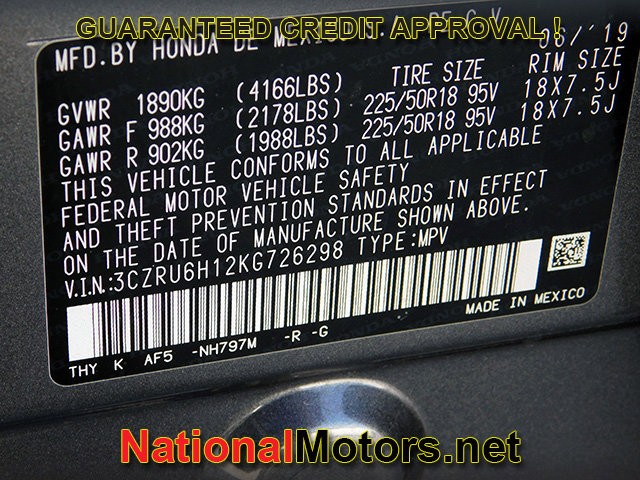 GUARANTEED CREDIT APPROVAL !
MFD.BY HONDA DE MEXICO S. DE C.V. 06/'19
TIRE SIZE RIM SIZE
GVWR 1890KG (4166LBS)
GAWR F 988KG (2178LBS) 225/50R18 95V 18X7.5J
GAWR R 902KG (1988LBS) 225/50R18 95V 18X7.5J
THIS VEHICLE CONFORMS TO ALL APPLICABLE
FEDERAL MOTOR VEHICLE SAFETY
AND THEFT PREVENTION STANDARDS IN EFFECT
ON THE DATE OF MANUFACTURE SHOWN ABOVE.
V.I.N.:3CZRU6H12KG726298 TYPE:MPV
MADE IN MEXICO
THY K AF5 -NH797M -R -G
NationalMotors.net